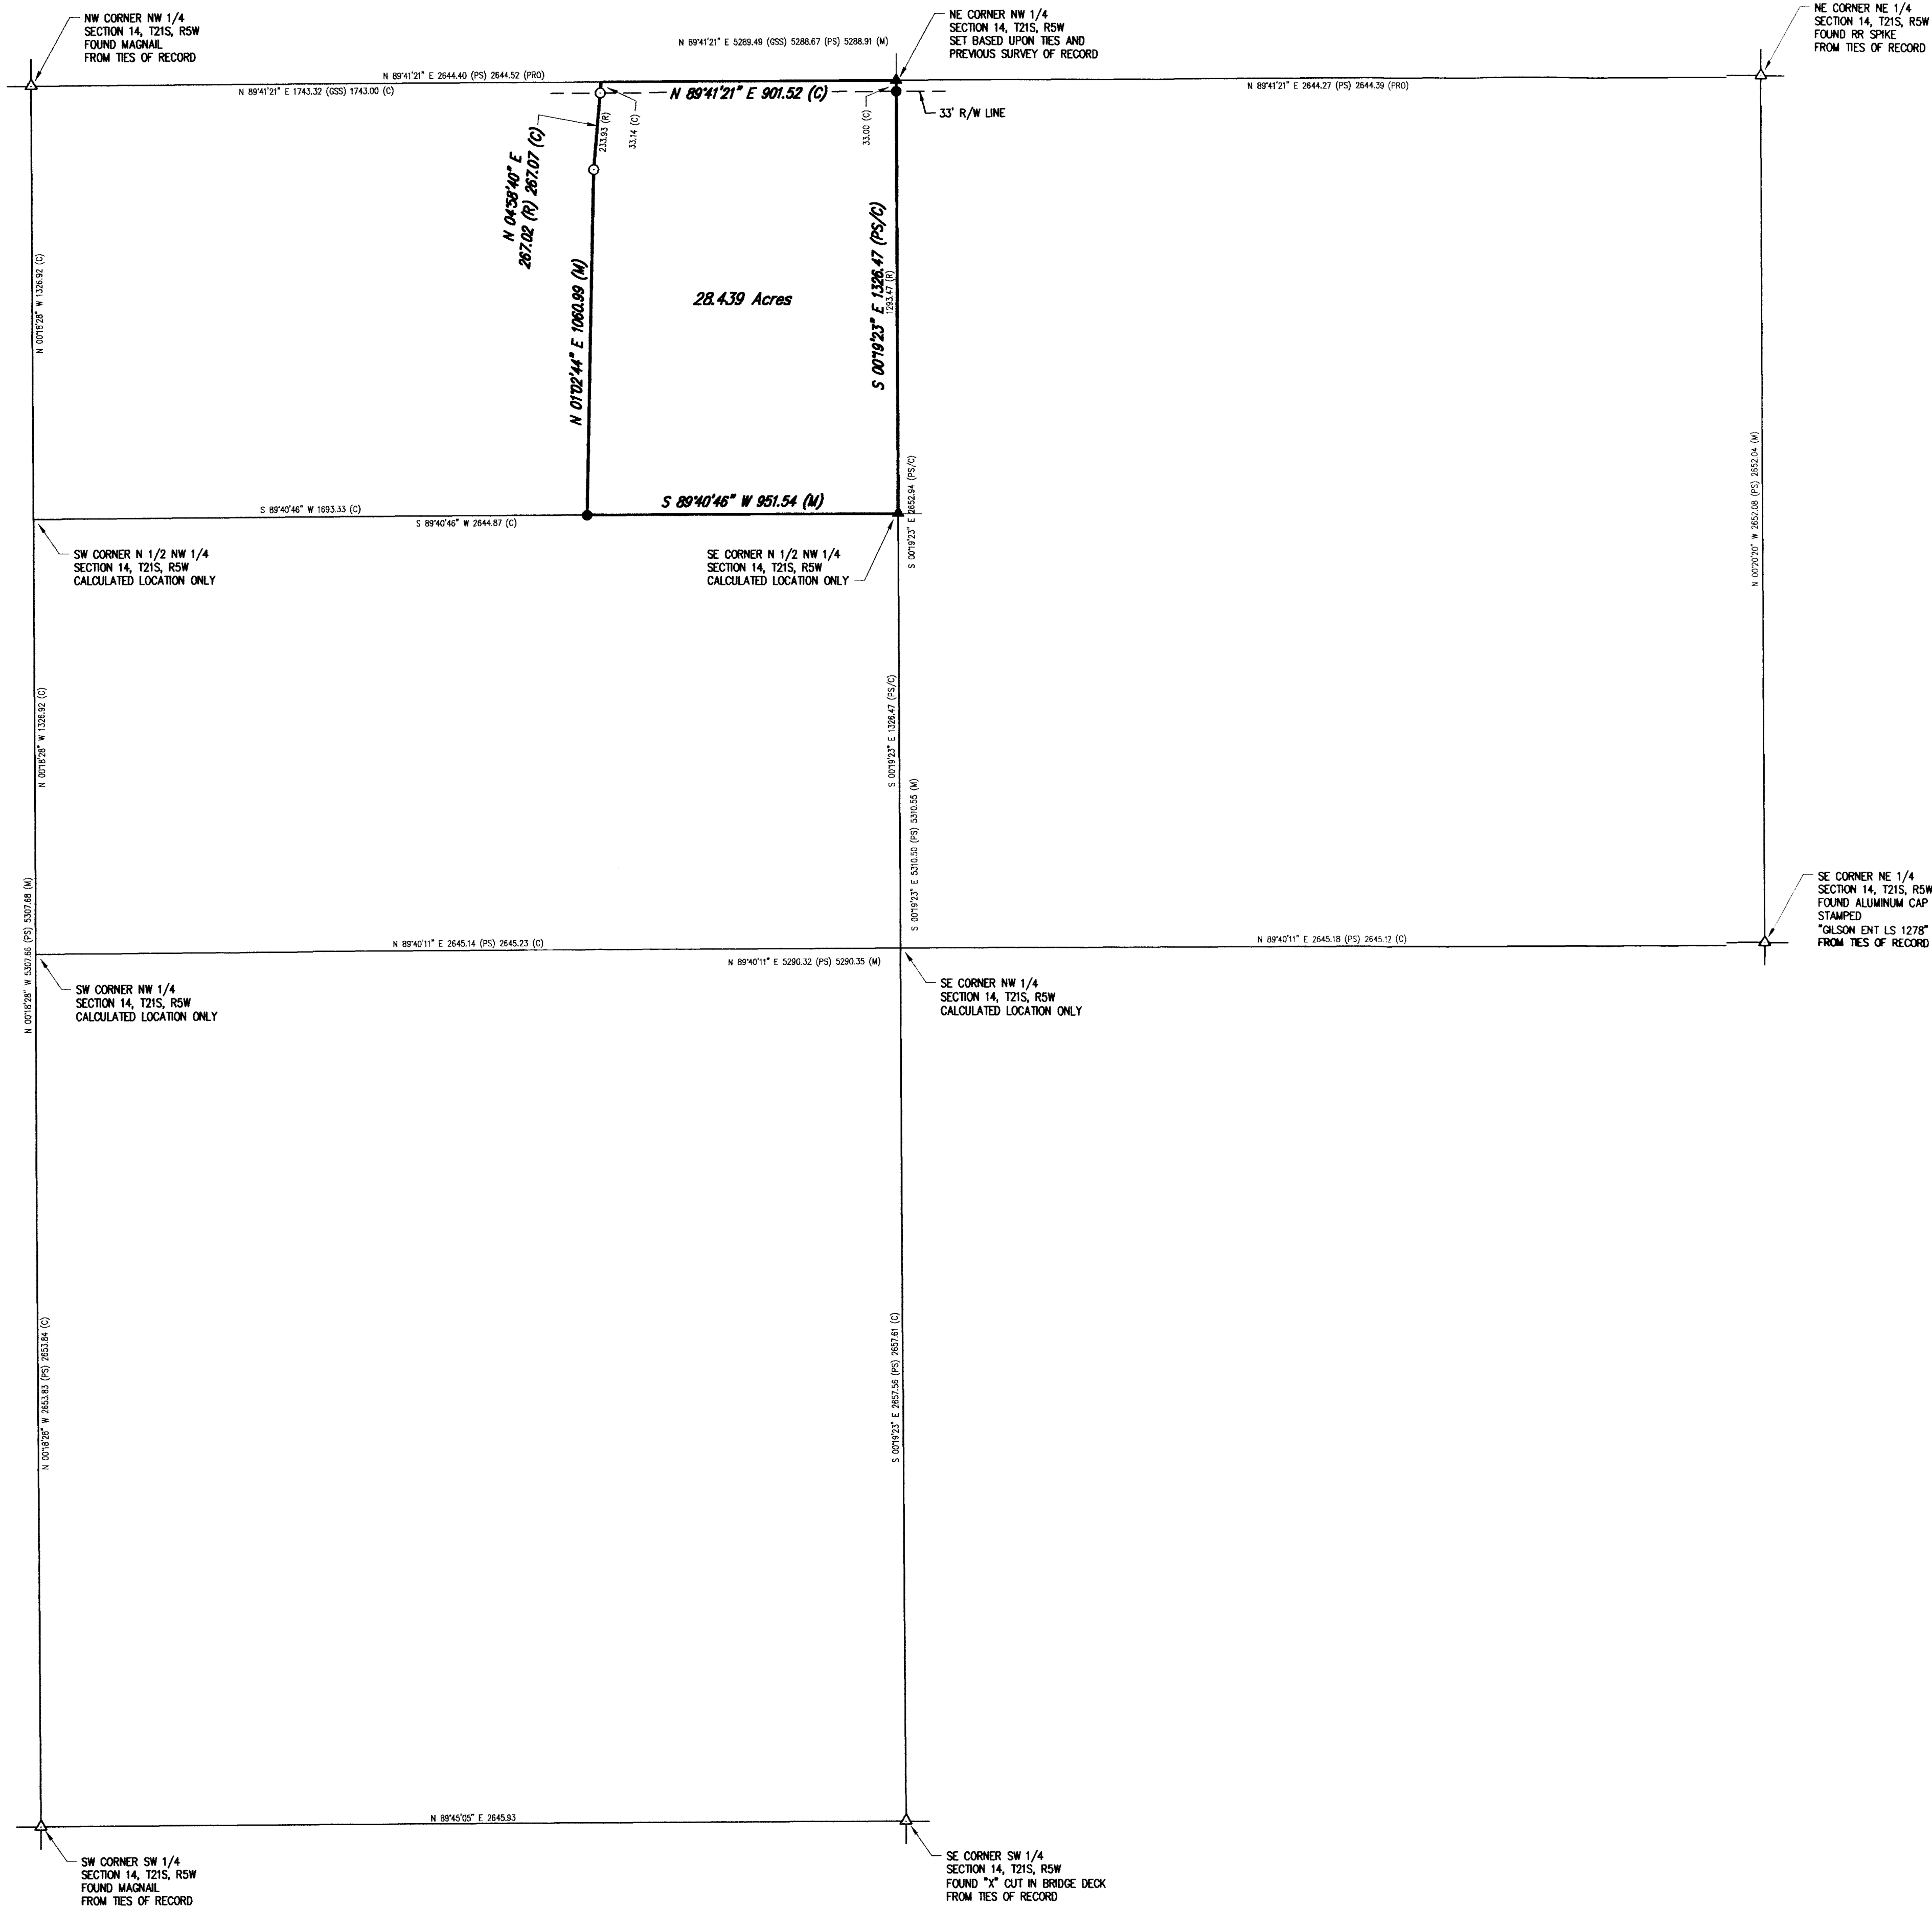 NW CORNER NW 1/4
SECTION 14, T21S, R5W
FOUND MAGNAIL
FROM TIES OF RECORD
NE CORNER NW 1/4
SECTION 14, T21S, R5W
SET BASED UPON TIES AND
PREVIOUS SURVEY OF RECORD
NE CORNER NE 1/4
SECTION 14, T21S, R5W
FOUND RR SPIKE
FROM TIES OF RECORD
N 89°41'21" E 5289.49 (GSS) 5288.67 (PS) 5288.91 (M)
N 89°41'21" E 2644.40 (PS) 2644.52 (PRO)
N 89°41'21" E 1743.32 (GSS) 1743.00 (C)
N 89°41'21" E 901.52 (C)
N 89°41'21" E 2644.27 (PS) 2644.39 (PRO)
33' R/W LINE
233.93 (R)
33.14 (C)
33.00 (C)
N 04°58'40" E
267.02 (R) 267.07 (C)
N 00°18'28" W 1326.92 (C)
N 01°02'44" E 1060.99 (M)
28.439 Acres
S 00°19'23" E 1326.47 (PS/C)
1293.47 (R)
S 89°40'46" W 951.54 (M)
S 89°40'46" W 1693.33 (C)
S 89°40'46" W 2644.87 (C)
S 00°19'23" E 2652.94 (PS/C)
N 00°20'20" W 2652.08 (PS) 2652.04 (M)
SW CORNER N 1/2 NW 1/4
SECTION 14, T21S, R5W
CALCULATED LOCATION ONLY
SE CORNER N 1/2 NW 1/4
SECTION 14, T21S, R5W
CALCULATED LOCATION ONLY
N 00°18'28" W 1326.92 (C)
S 00°19'23" E 1326.47 (PS/C)
S 00°19'23" E 5310.50 (PS) 5310.55 (M)
N 00°18'28" W 5307.66 (PS) 5307.68 (M)
N 89°40'11" E 2645.14 (PS) 2645.23 (C)
N 89°40'11" E 5290.32 (PS) 5290.35 (M)
N 89°40'11" E 2645.18 (PS) 2645.12 (C)
SE CORNER NE 1/4
SECTION 14, T21S, R5W
FOUND ALUMINUM CAP
STAMPED
"GILSON ENT LS 1278"
FROM TIES OF RECORD
SW CORNER NW 1/4
SECTION 14, T21S, R5W
CALCULATED LOCATION ONLY
SE CORNER NW 1/4
SECTION 14, T21S, R5W
CALCULATED LOCATION ONLY
N 00°18'28" W 2653.83 (PS) 2653.84 (C)
S 00°19'23" E 2657.56 (PS) 2657.61 (C)
N 89°45'05" E 2645.93
SW CORNER SW 1/4
SECTION 14, T21S, R5W
FOUND MAGNAIL
FROM TIES OF RECORD
SE CORNER SW 1/4
SECTION 14, T21S, R5W
FOUND "X" CUT IN BRIDGE DECK
FROM TIES OF RECORD